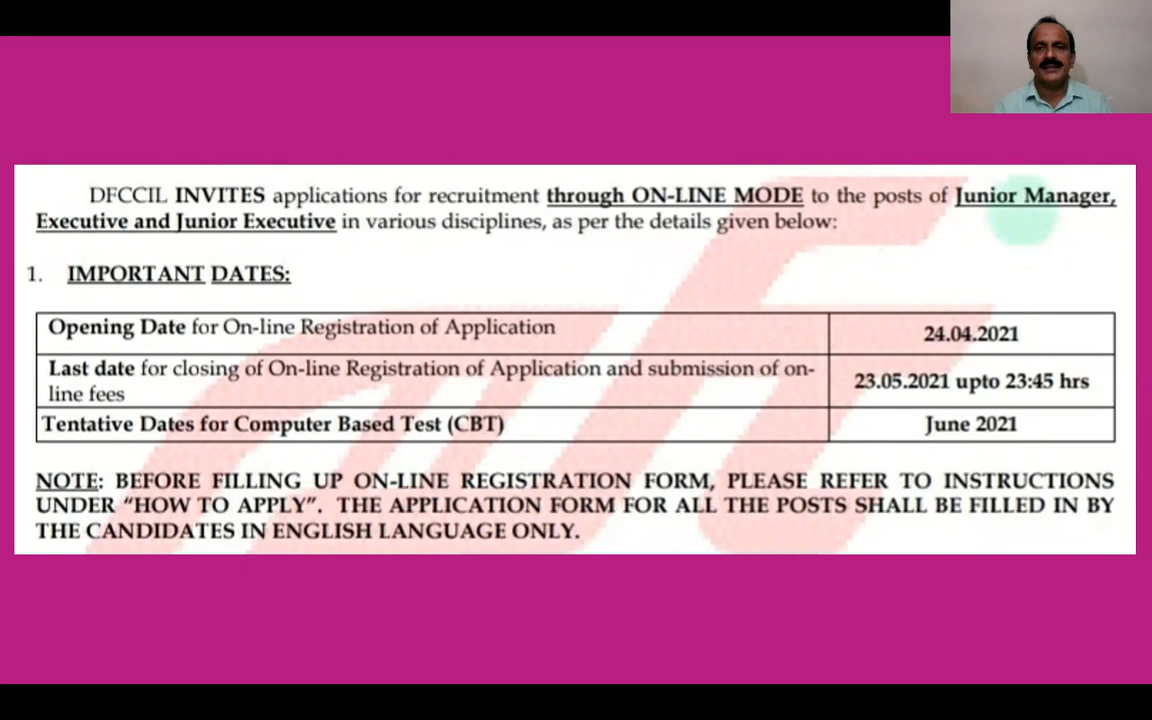 DFCCIL INVITES applications for recruitment through ON-LINE MODE to the posts of Junior Manager,
Executive and Junior Executive in various disciplines, as per the details given below:
1. IMPORTANT DATES:
Opening Date for On-line Registration of Application 24.04.2021
Last date for closing of On-line Registration of Application and submission of on-
line fees 23.05.2021 upto 23:45 hrs
Tentative Dates for Computer Based Test (CBT) June 2021
NOTE: BEFORE FILLING UP ON-LINE REGISTRATION FORM, PLEASE REFER TO INSTRUCTIONS
UNDER “HOW TO APPLY”. THE APPLICATION FORM FOR ALL THE POSTS SHALL BE FILLED IN BY
THE CANDIDATES IN ENGLISH LANGUAGE ONLY.